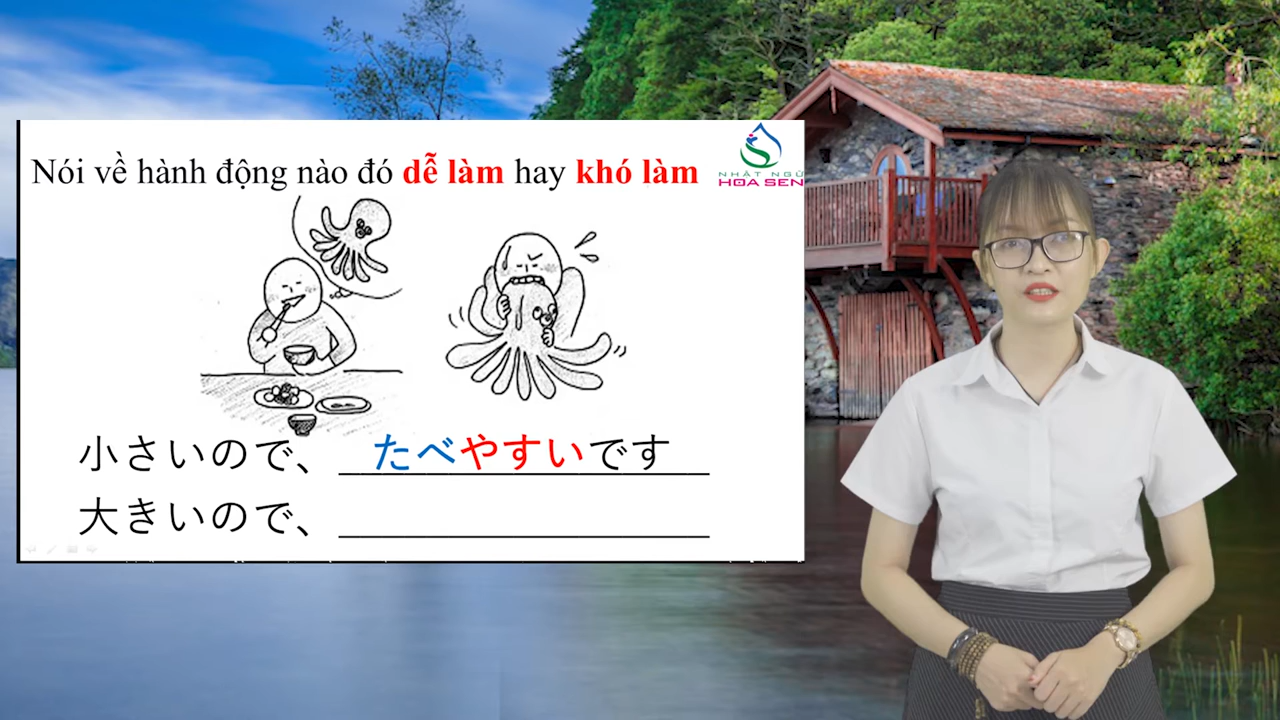 Nói về hành động nào đó dễ làm hay khó làm
NHẬT NGỮ
HOA SEN
小さいので、たべやすいです
大きいので、